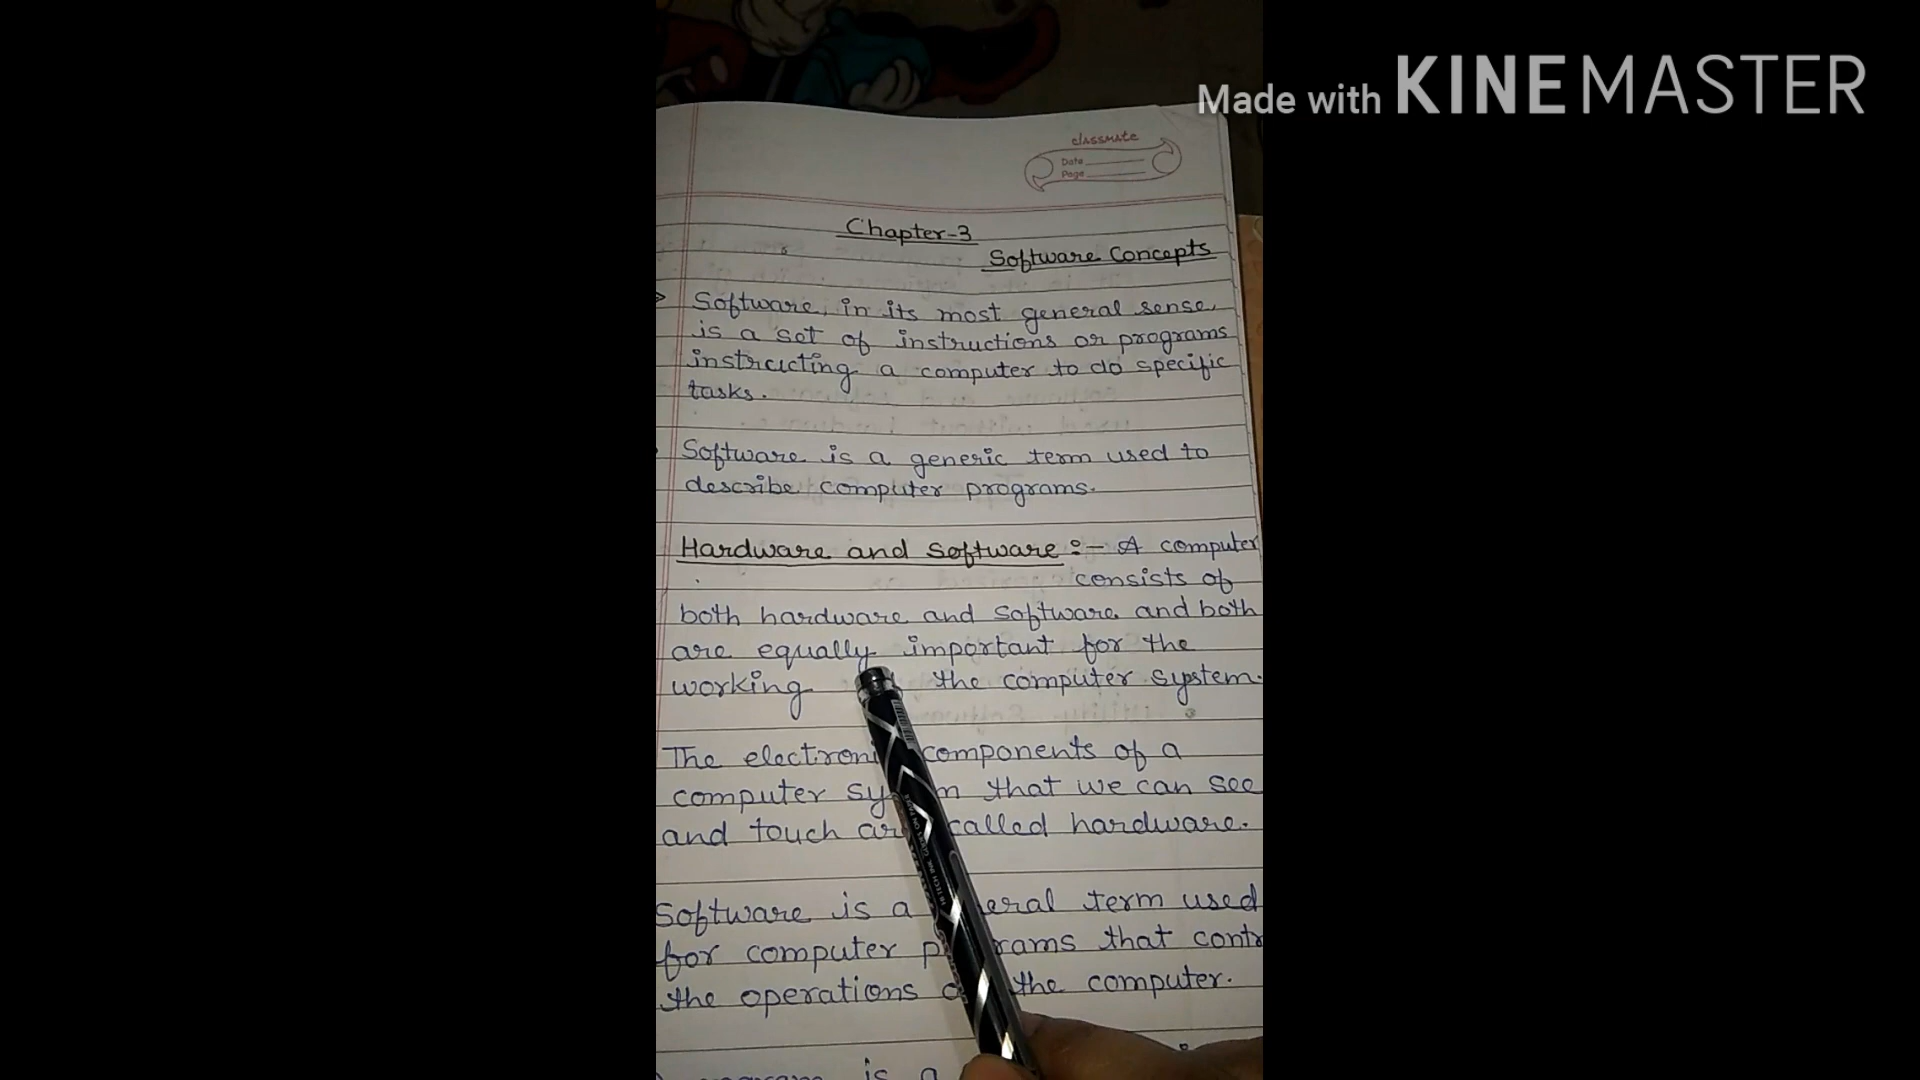 Made with KINEMASTER
classmate
Date
Page
Chapter-3
Software Concepts
Software, in its most general sense,
is a set of instructions or programs
instructing a computer to do specific
tasks.
Software is a generic term used to
describe computer programs.
Hardware and Software :- A computer
consists of
both hardware and software and both
are equally important for the
working the computer system.
The electroni components of a
computer sy m that we can see
and touch ar called hardware.
Software is a eral term used
for computer p rams that contr
the operations o the computer.
is a